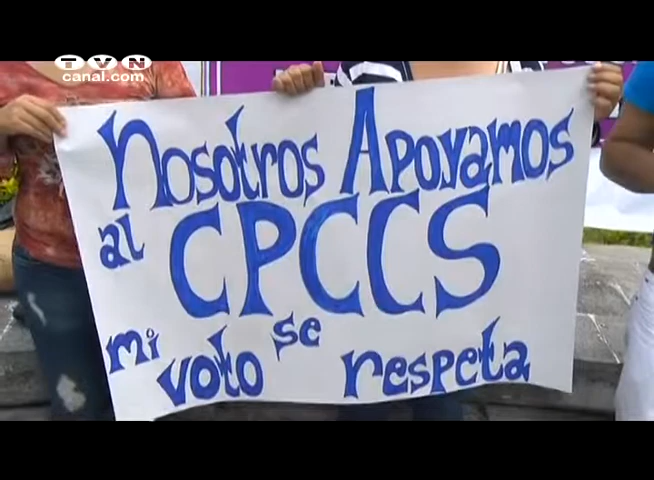 TVN
canal.com
Nosotros Apoyamos
al CPCCS
mi voto se respeta